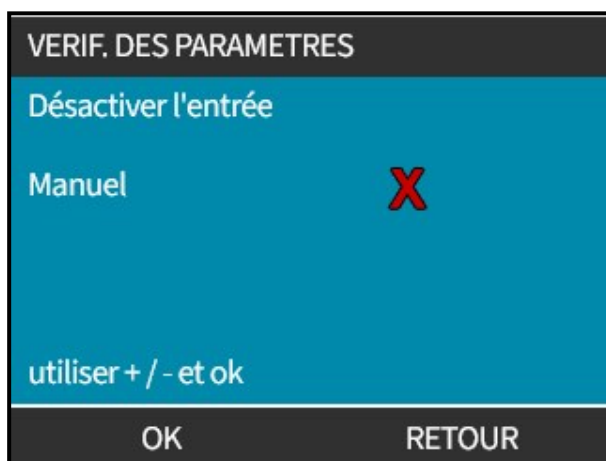 VERIF. DES PARAMETRES
Désactiver l'entrée
Manuel X
utiliser + / - et ok
OK RETOUR